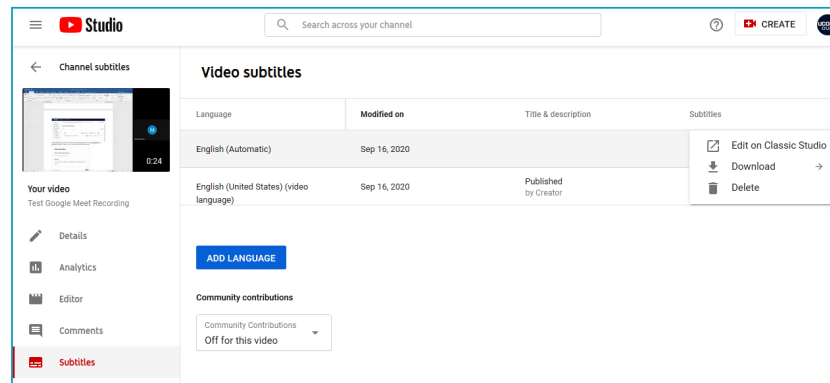 Studio
Search across your channel
CREATE
Channel subtitles
0:24
Your video
Test Google Meet Recording
Details
Analytics
Editor
Comments
Subtitles
Video subtitles
Language Modified on Title & description Subtitles
English (Automatic) Sep 16, 2020
English (United States) (video
language) Sep 16, 2020 Published
by Creator
Edit on Classic Studio
Download
Delete
ADD LANGUAGE
Community contributions
Community Contributions
Off for this video